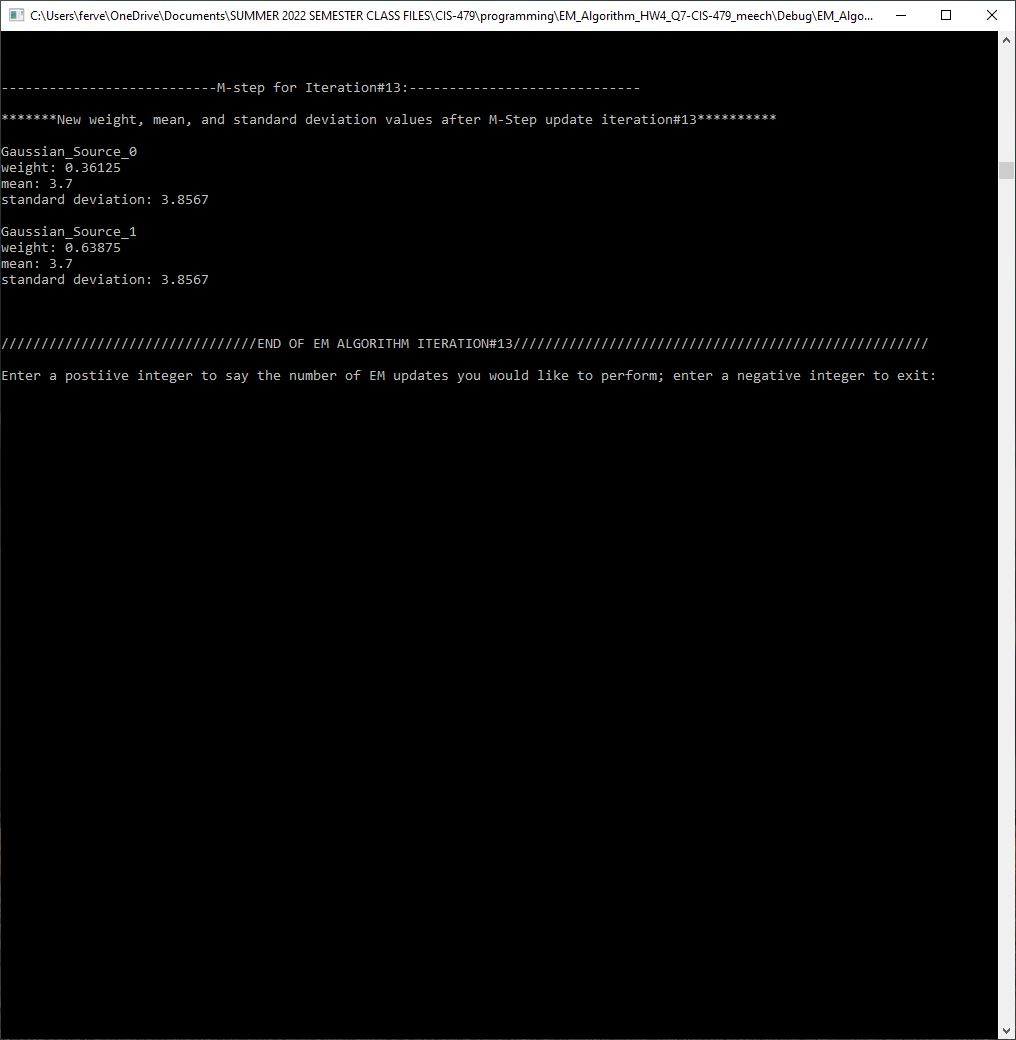 C:\Users\ferve\OneDrive\Documents\SUMMER 2022 SEMESTER CLASS FILES\CIS-479\programming\EM_Algorithm_HW4_Q7-CIS-479_meech\Debug\EM_Algo...
---------------------------M-step for Iteration#13:-----------------------------
*******New weight, mean, and standard deviation values after M-Step update iteration#13**********
Gaussian_Source_0
weight: 0.36125
mean: 3.7
standard deviation: 3.8567
Gaussian_Source_1
weight: 0.63875
mean: 3.7
standard deviation: 3.8567
////////////////////////////////END OF EM ALGORITHM ITERATION#13////////////////////////////////////////////////////
Enter a postiive integer to say the number of EM updates you would like to perform; enter a negative integer to exit: